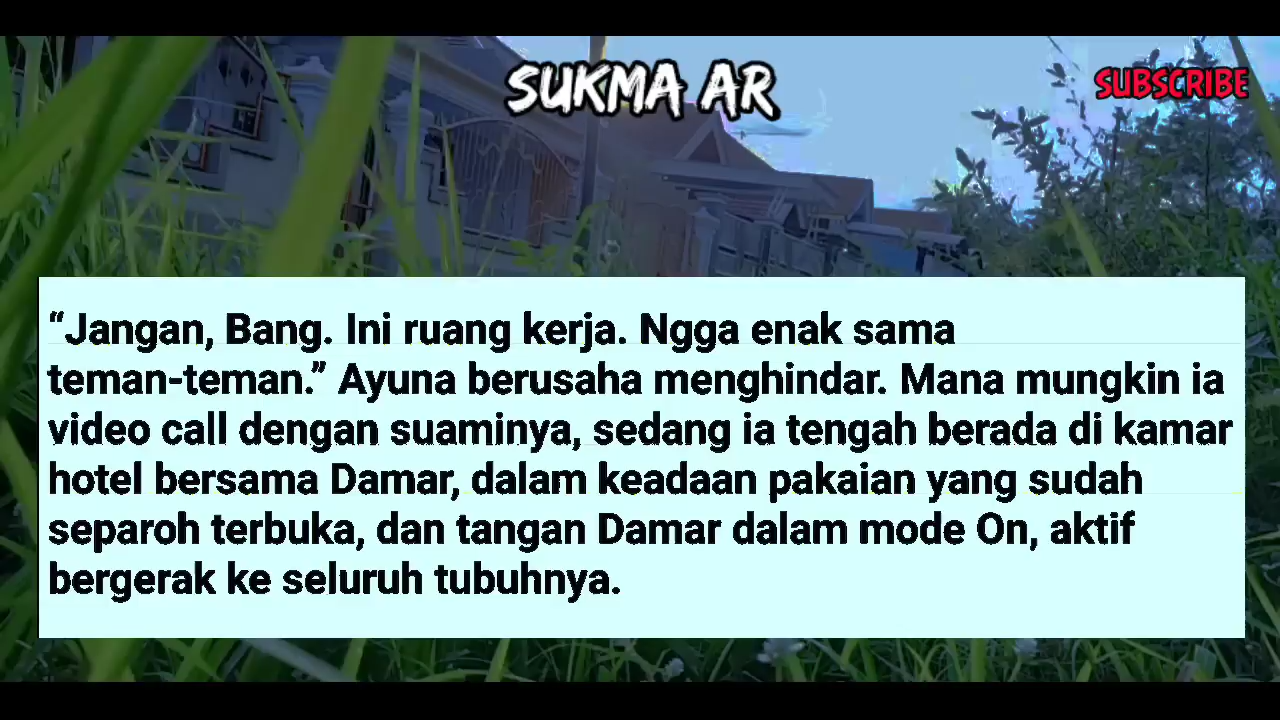 SUKMA AR
SUBSCRIBE
“Jangan, Bang. Ini ruang kerja. Ngga enak sama
teman-teman.” Ayuna berusaha menghindar. Mana mungkin ia
video call dengan suaminya, sedang ia tengah berada di kamar
hotel bersama Damar, dalam keadaan pakaian yang sudah
separoh terbuka, dan tangan Damar dalam mode On, aktif
bergerak ke seluruh tubuhnya.